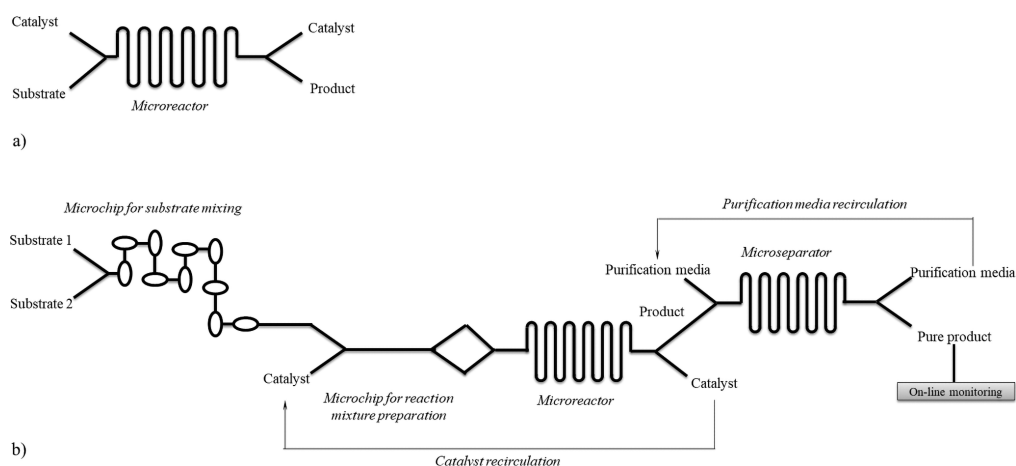 Catalyst
Catalyst
Substrate
Product
Microreactor
a)
Microchip for substrate mixing
Purification media recirculation
Substrate 1
Microseparator
Purification media
Purification media
Substrate 2
Product
Pure product
Catalyst
Catalyst
On-line monitoring
Microchip for reaction
mixture preparation
Microreactor
b)
Catalyst recirculation